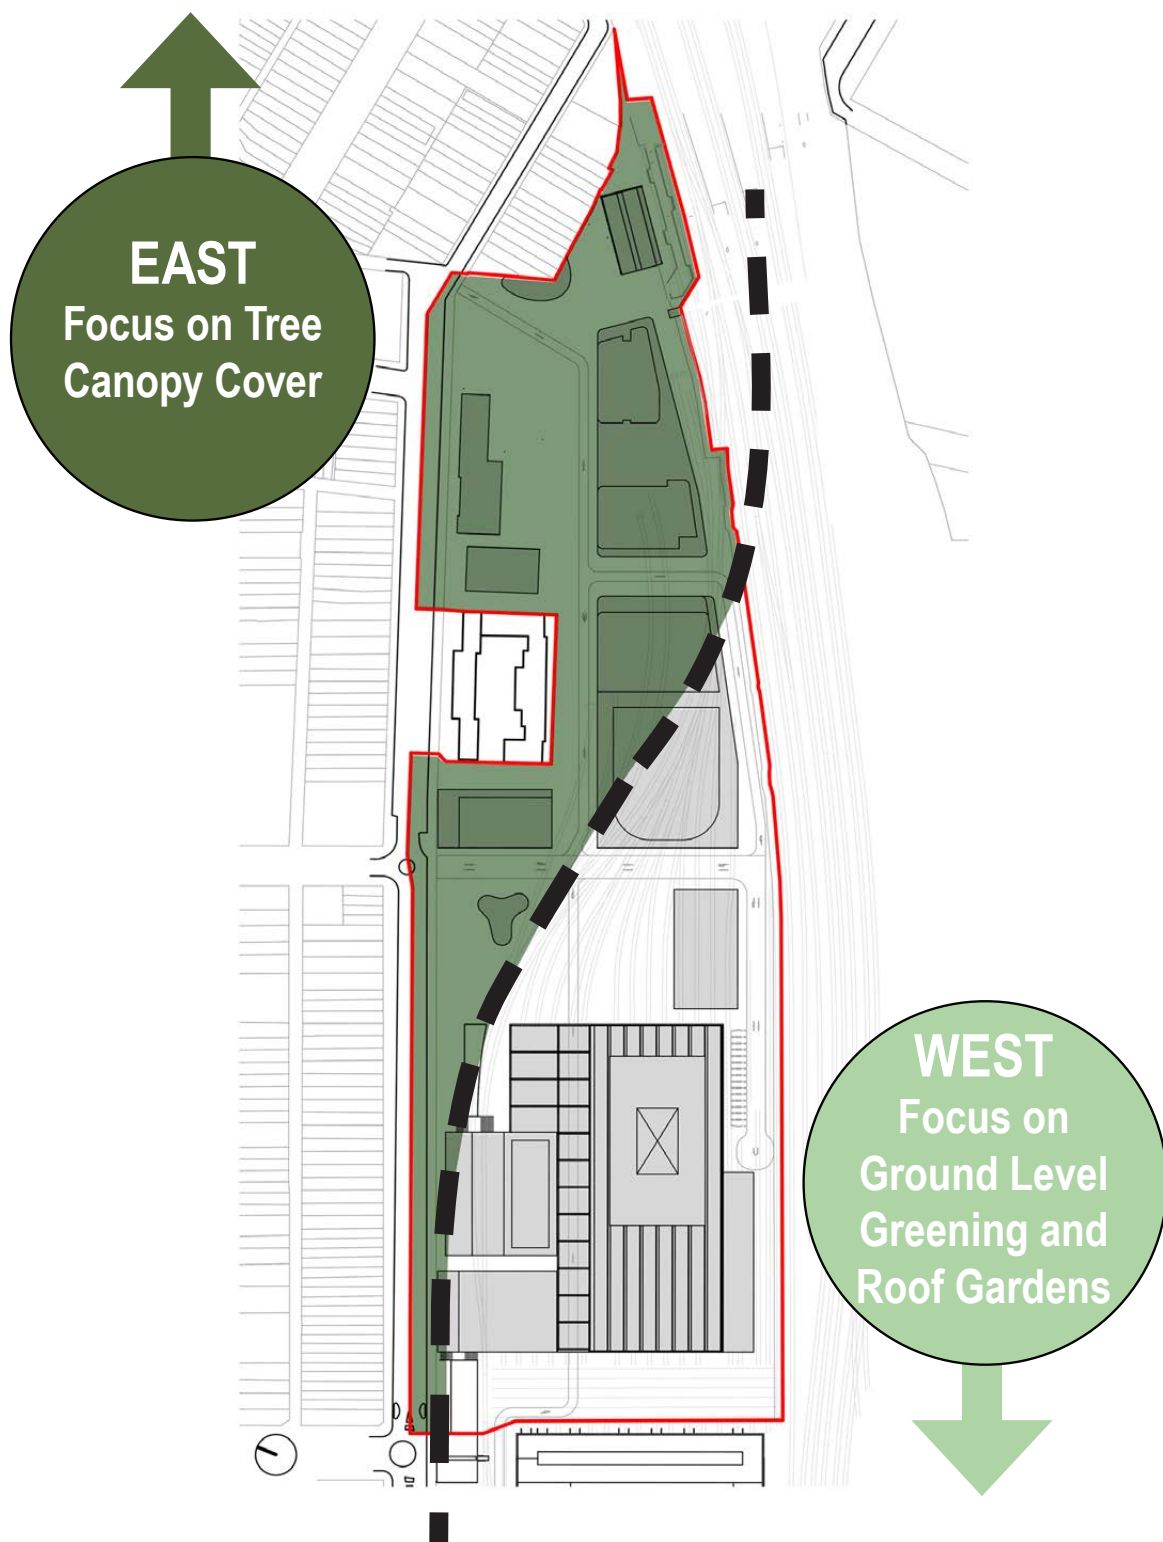 EAST
Focus on Tree
Canopy Cover
WEST
Focus on
Ground Level
Greening and
Roof Gardens